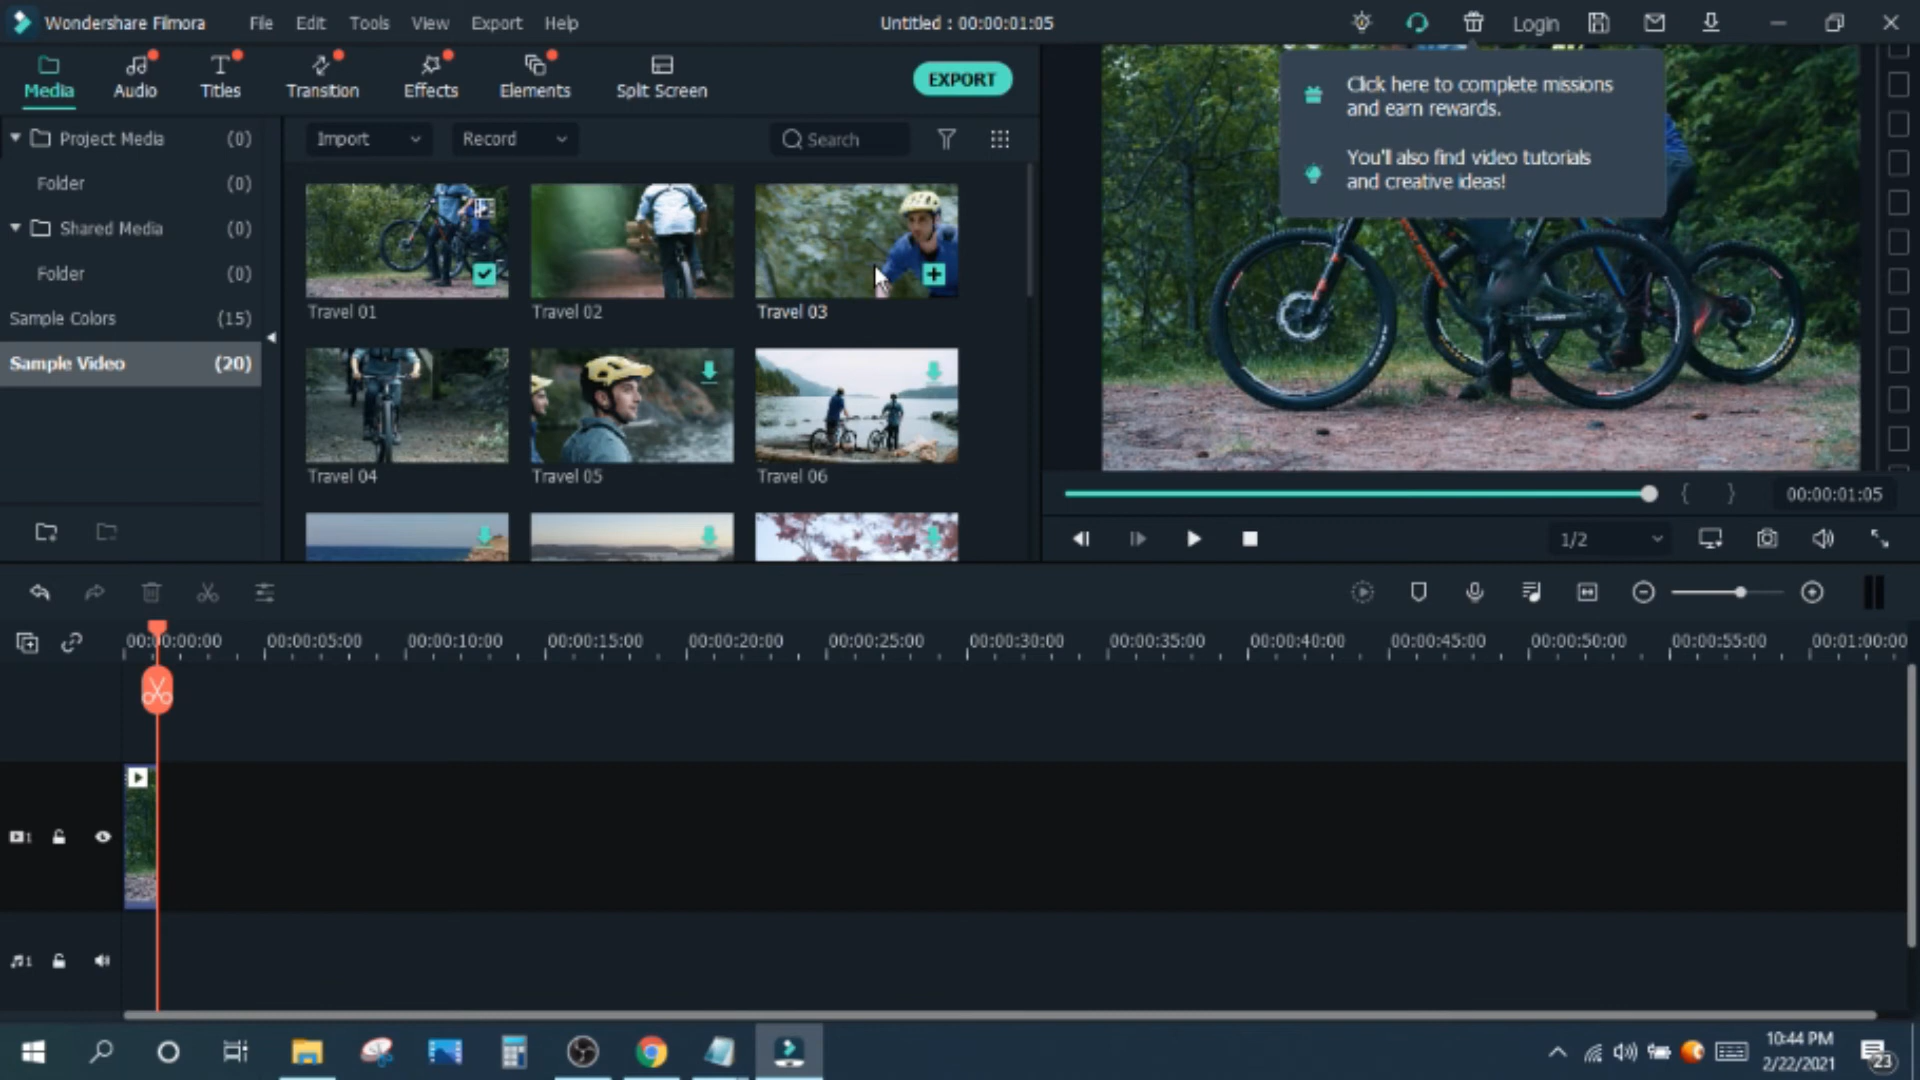 Wondershare Filmora File Edit Tools View Export Help Untitled : 00:00:01:05 Login
Media Audio Titles Transition Effects Elements Split Screen EXPORT
Click here to complete missions
and earn rewards.
You'll also find video tutorials
and creative ideas!
Project Media (0)
Folder (0)
Shared Media (0)
Folder (0)
Sample Colors (15)
Sample Video (20)
Import Record Search
Travel 01 Travel 02 Travel 03
Travel 04 Travel 05 Travel 06
{ } 00:00:01:05
1/2
00:00:00:00 00:00:05:00 00:00:10:00 00:00:15:00 00:00:20:00 00:00:25:00 00:00:30:00 00:00:35:00 00:00:40:00 00:00:45:00 00:00:50:00 00:00:55:00 00:01:00:00
1
1
10:44 PM
2/22/2021
23